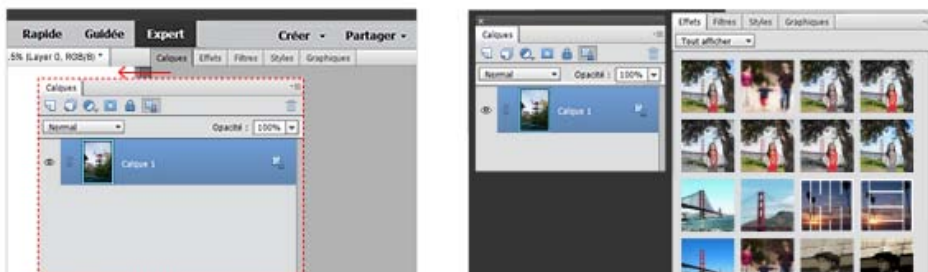 Rapide Guidée Expert Créer Partager
.5% (Layer 0, RGB/8) * Calques Effets Filtres Styles Graphiques
Calques
Normal Opacité : 100%
Calque 1
Calques
Normal Opacité : 100%
Calque 1
Effets Filtres Styles Graphiques
Tout afficher